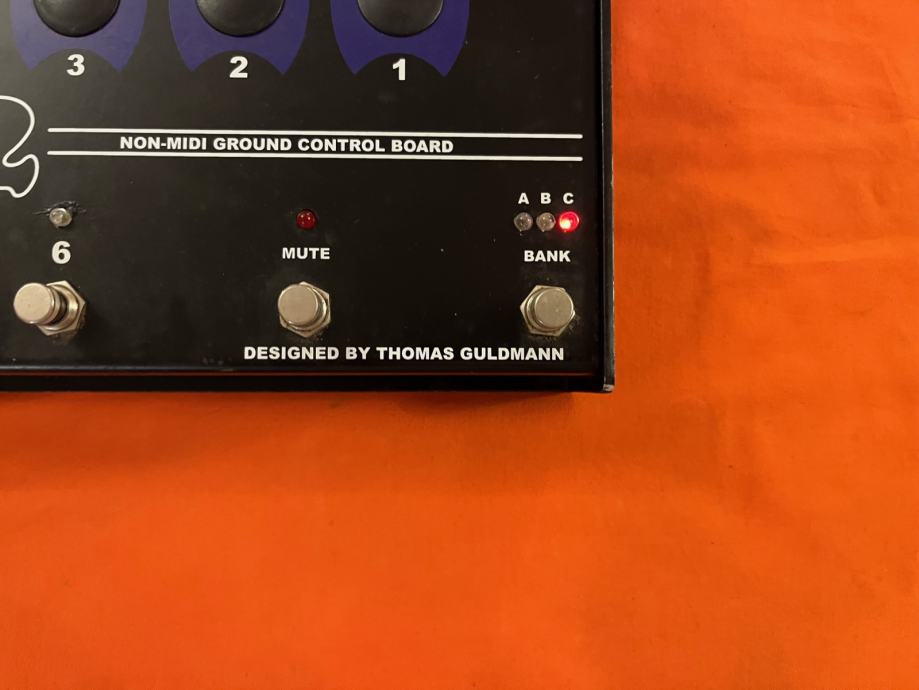 3 2 1
NON-MIDI GROUND CONTROL BOARD
A B C
6 MUTE BANK
DESIGNED BY THOMAS GULDMANN